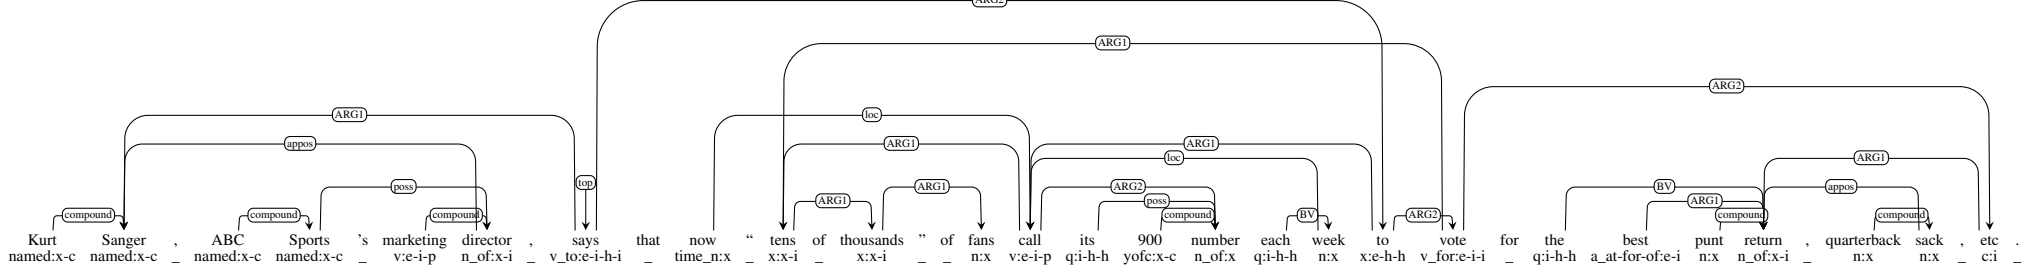 ARG2
ARG1
ARG2
ARG1 loc
appos ARG1 ARG1
loc ARG1
top
poss ARG1 ARG2 BV appos
ARG1 poss ARG1
compound compound compound compound BV ARG2 compound compound
Kurt Sanger , ABC Sports 's marketing director , says that now “ tens of thousands ” of fans call its 900 number each week to vote for the best punt return , quarterback sack , etc .
named:x-c named:x-c _ named:x-c named:x-c _ v:e-i-p n_of:x-i _ v_to:e-i-h-i _ time_n:x _ x:x-i _ x:x-i _ _ n:x v:e-i-p q:i-h-h yofc:x-c n_of:x q:i-h-h n:x x:e-h-h v_for:e-i-i _ q:i-h-h a_at-for-of:e-i n:x n_of:x-i _ n:x n:x _ c:i _